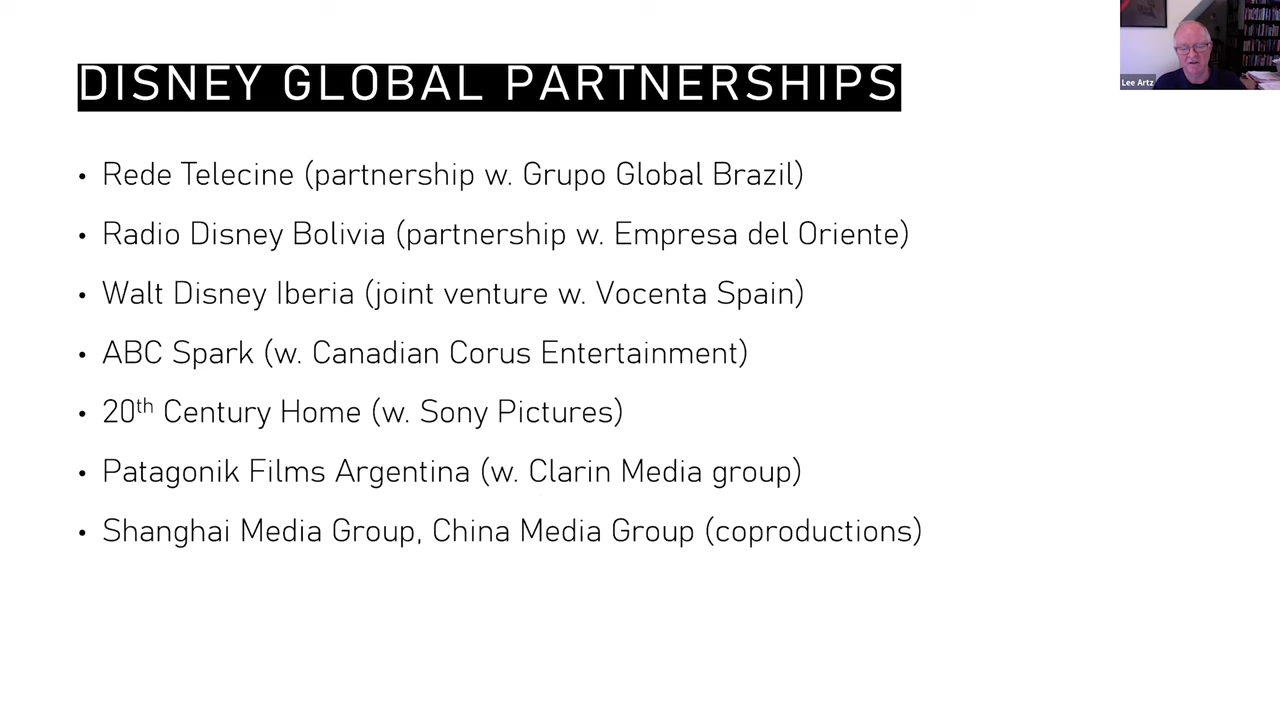 DISNEY GLOBAL PARTNERSHIPS
Lee Artz
• Rede Telecine (partnership w. Grupo Global Brazil)
• Radio Disney Bolivia (partnership w. Empresa del Oriente)
• Walt Disney Iberia (joint venture w. Vocenta Spain)
• ABC Spark (w. Canadian Corus Entertainment)
• 20th Century Home (w. Sony Pictures)
• Patagonik Films Argentina (w. Clarin Media group)
• Shanghai Media Group, China Media Group (coproductions)